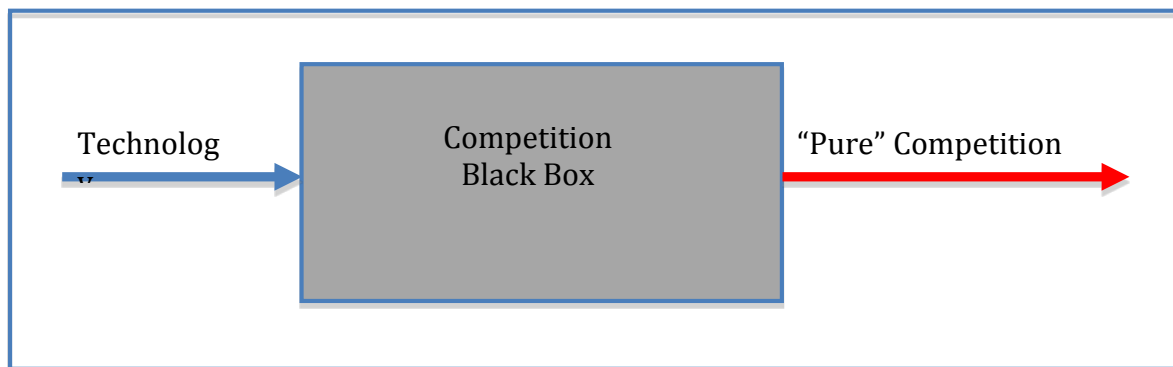 Technolog
y
Competition
Black Box
“Pure” Competition